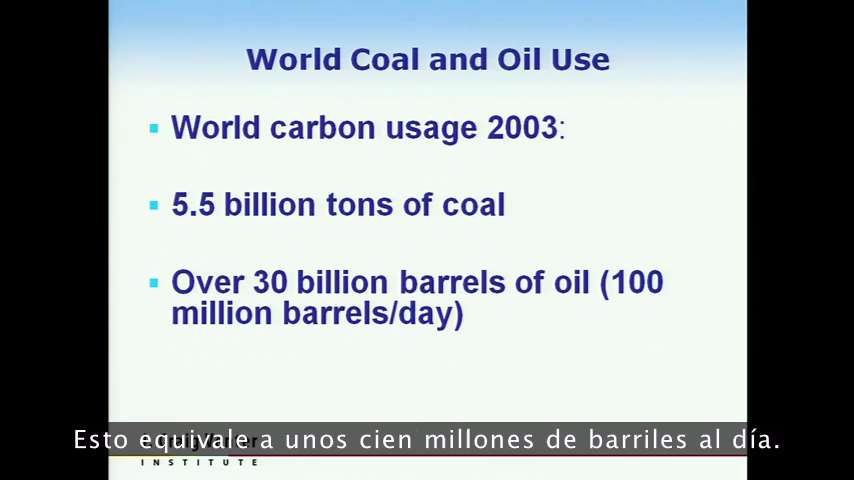 World Coal and Oil Use
World carbon usage 2003:
5.5 billion tons of coal
Over 30 billion barrels of oil (100
million barrels/day)
Esto equivale a unos cien millones de barriles al día.
INSTITUTE